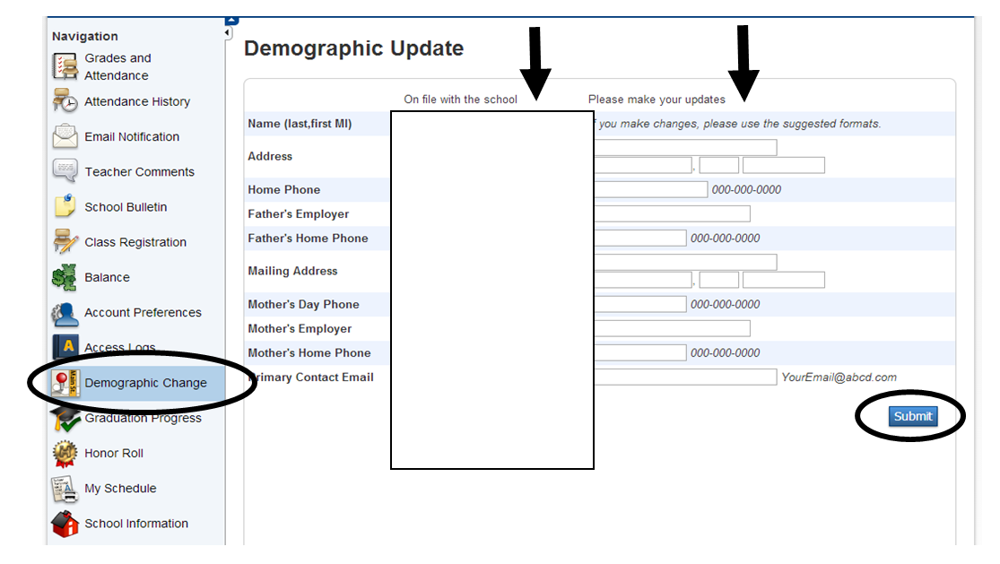 Navigation
Grades and
Attendance
Attendance History
Email Notification
Teacher Comments
School Bulletin
Class Registration
Balance
Account Preferences
Access Logs
Demographic Change
Graduation Progress
Honor Roll
My Schedule
School Information
Demographic Update
On file with the school Please make your updates
Name (last,first MI) you make changes, please use the suggested formats.
Address
,
Home Phone 000-000-0000
Father's Employer
Father's Home Phone 000-000-0000
Mailing Address
,
Mother's Day Phone 000-000-0000
Mother's Employer
Mother's Home Phone 000-000-0000
Primary Contact Email YourEmail@abcd.com
Submit